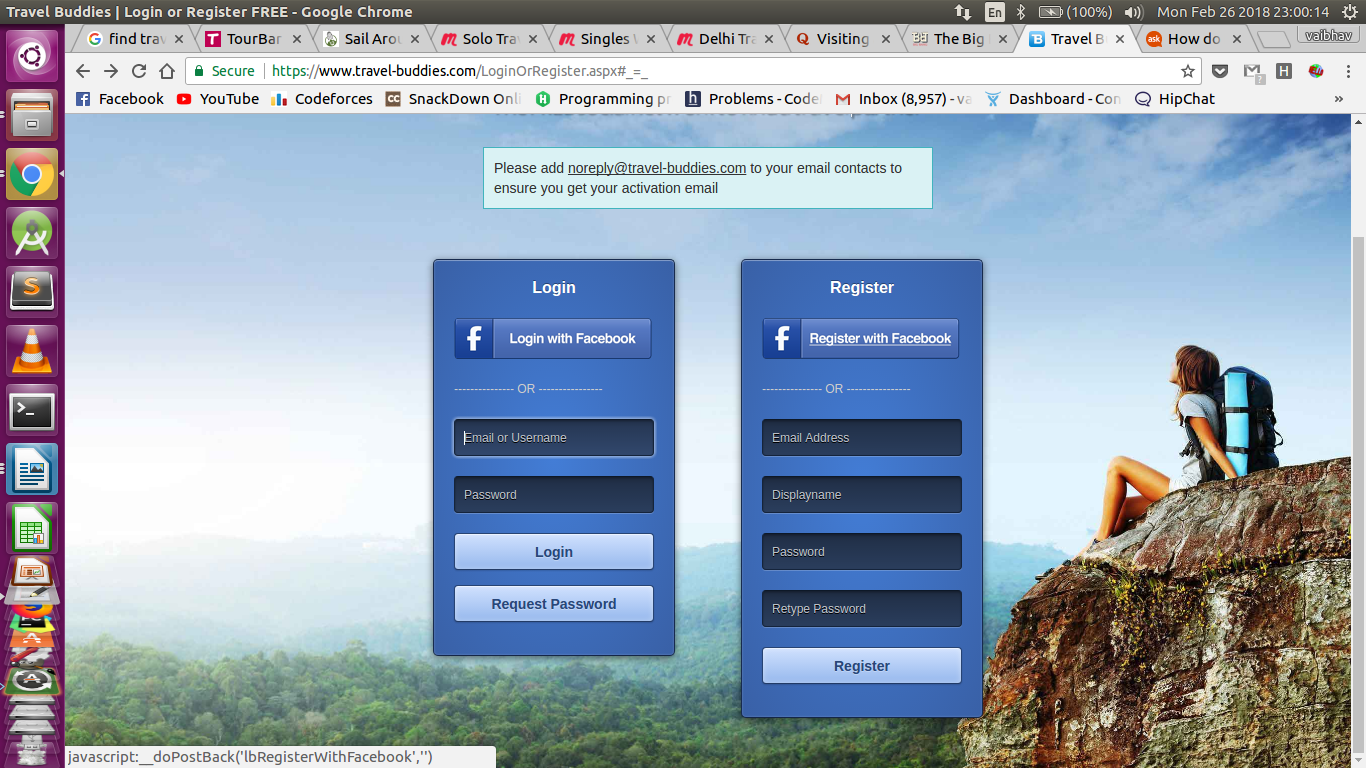 Travel Buddies | Login or Register FREE - Google Chrome
En
(100%)
Mon Feb 26 2018 23:00:14
find trav
TourBar
Sail Arou
Solo Tra
Singles
Delhi Tra
Q Visiting
The Big
Travel B
ask How do
vaibhav
Secure
https://www.travel-buddies.com/LoginOrRegister.aspx#_=_
Facebook
YouTube
Codeforces
CC SnackDown Onli
Programming pr
h Problems - Code
Inbox (8,957) - va
Dashboard - Con
HipChat
»
Please add noreply@travel-buddies.com to your email contacts to
ensure you get your activation email
Login
f Login with Facebook
--------------- OR ----------------
Email or Username
Password
Login
Request Password
Register
f Register with Facebook
--------------- OR ----------------
Email Address
Displayname
Password
Retype Password
Register
javascript:__doPostBack('lbRegisterWithFacebook','')